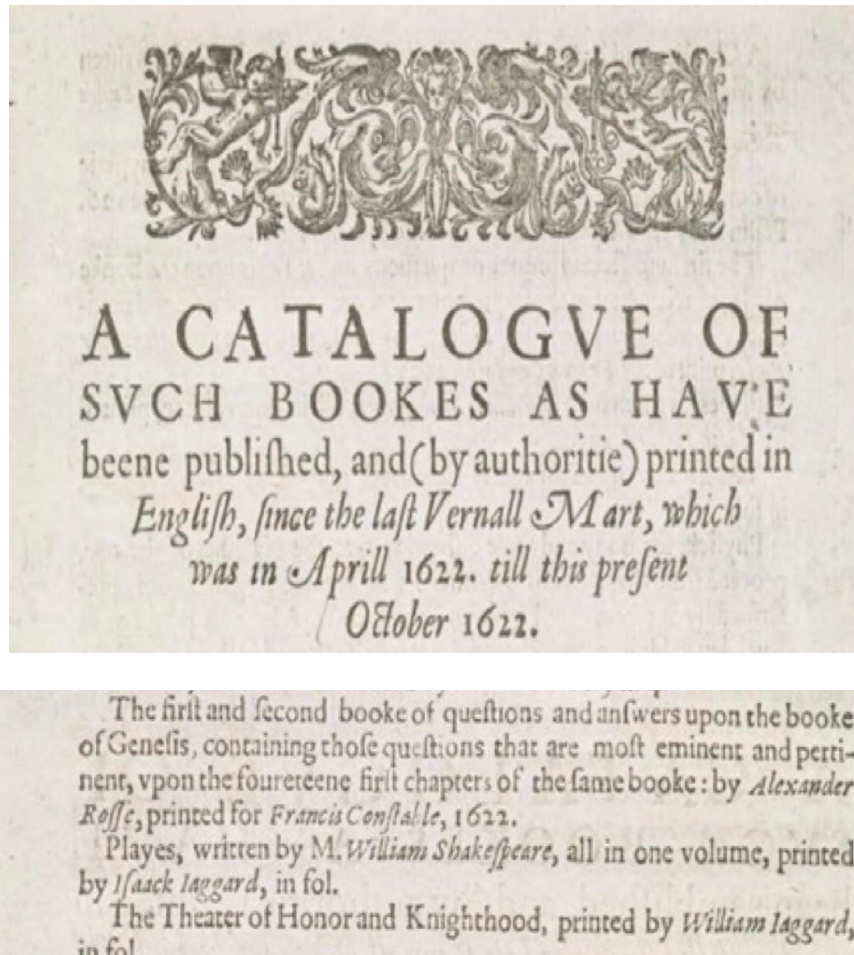 A CATALOGVE OF
SVCH BOOKES AS HAVE
beene publiſhed, and (by authoritie) printed in
Engliſh, ſince the laſt Vernall Mart, which
was in Aprill 1622. till this preſent
October 1622.
The firſt and ſecond booke of queſtions and anſwers upon the booke
of Geneſis, containing thoſe queſtions that are moſt eminent and perti-
nent, vpon the foureteene firſt chapters of the ſame booke: by Alexander
Roſſe, printed for Francis Conſtable, 1622.
Playes, written by M. William Shakeſpeare, all in one volume, printed
by Iſaack Iaggard, in fol.
The Theater of Honor and Knighthood, printed by William Iaggard,
in fol